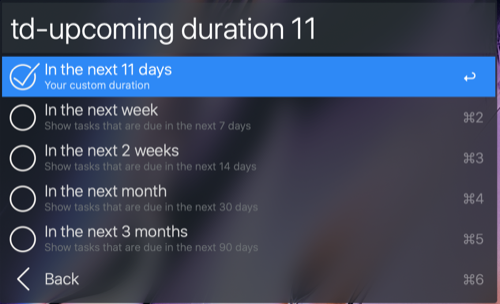 td-upcoming duration 11
In the next 11 days
Your custom duration
↩
In the next week
Show tasks that are due in the next 7 days
⌘2
In the next 2 weeks
Show tasks that are due in the next 14 days
⌘3
In the next month
Show tasks that are due in the next 30 days
⌘4
In the next 3 months
Show tasks that are due in the next 90 days
⌘5
Back
⌘6